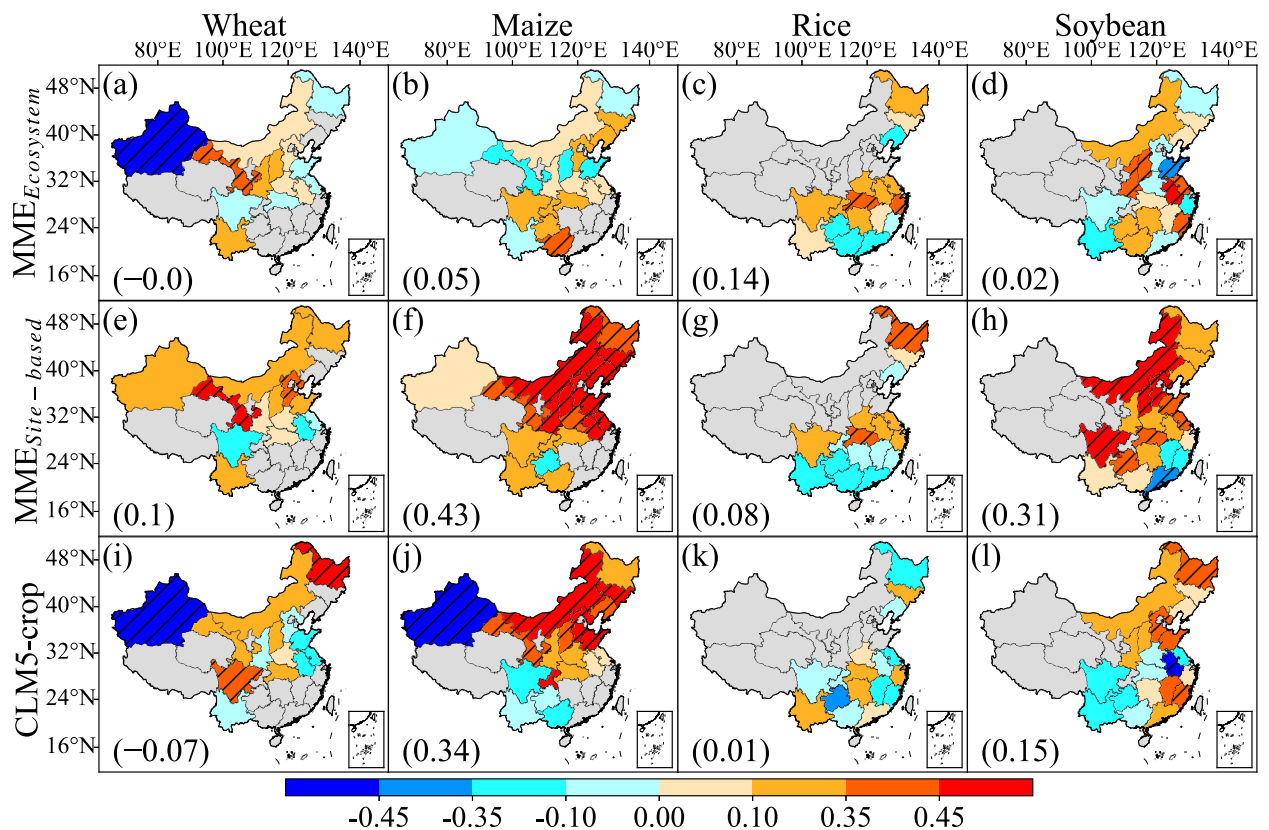 Wheat Maize Rice Soybean
80°E 100°E 120°E 140°E 80°E 100°E 120°E 140°E 80°E 100°E 120°E 140°E 80°E 100°E 120°E 140°E
MME_{Ecosystem}
48°N
40°N
32°N
24°N
16°N
(a) (b) (c) (d)
(−0.0) (0.05) (0.14) (0.02)
MME_{Site−based}
48°N
40°N
32°N
24°N
16°N
(e) (f) (g) (h)
(0.1) (0.43) (0.08) (0.31)
CLM5-crop
48°N
40°N
32°N
24°N
16°N
(i) (j) (k) (l)
(−0.07) (0.34) (0.01) (0.15)
-0.45 -0.35 -0.10 0.00 0.10 0.35 0.45